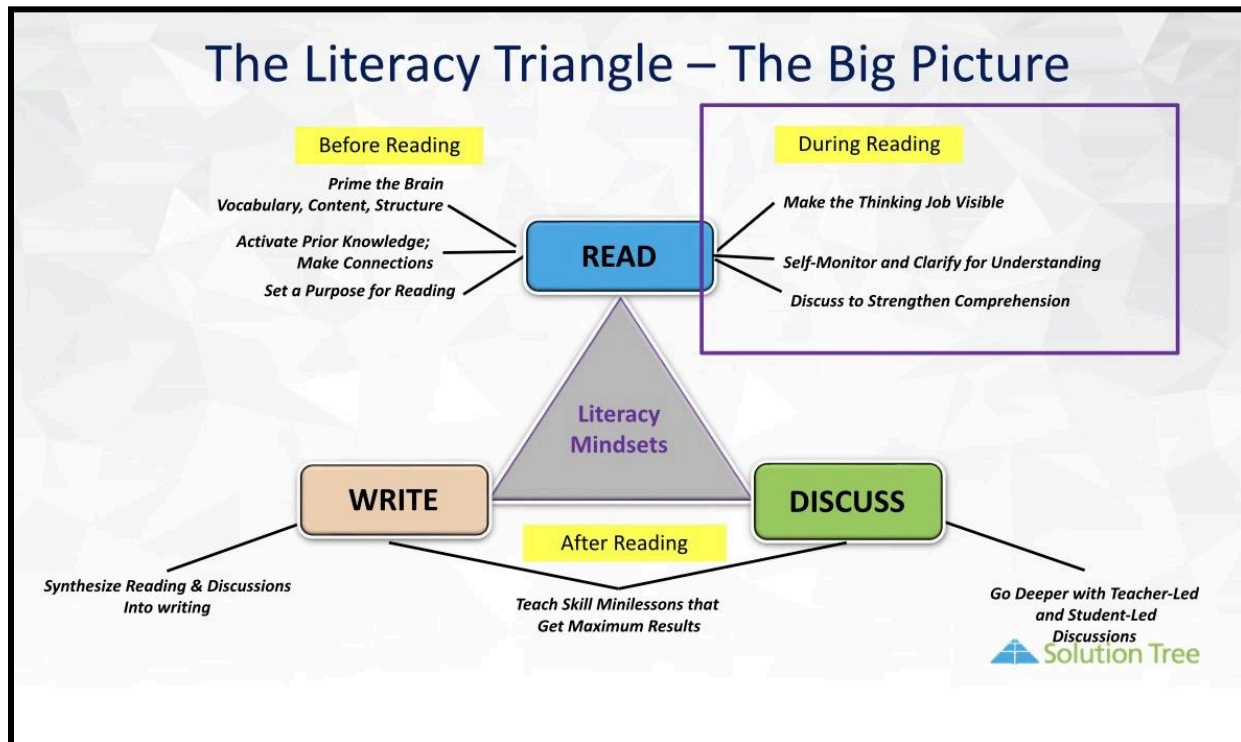 The Literacy Triangle – The Big Picture
Before Reading
Prime the Brain
Vocabulary, Content, Structure
Activate Prior Knowledge;
Make Connections
Set a Purpose for Reading
READ
During Reading
Make the Thinking Job Visible
Self-Monitor and Clarify for Understanding
Discuss to Strengthen Comprehension
Literacy
Mindsets
WRITE
DISCUSS
After Reading
Synthesize Reading & Discussions
Into writing
Teach Skill Minilessons that
Get Maximum Results
Go Deeper with Teacher-Led
and Student-Led
Discussions
Solution Tree